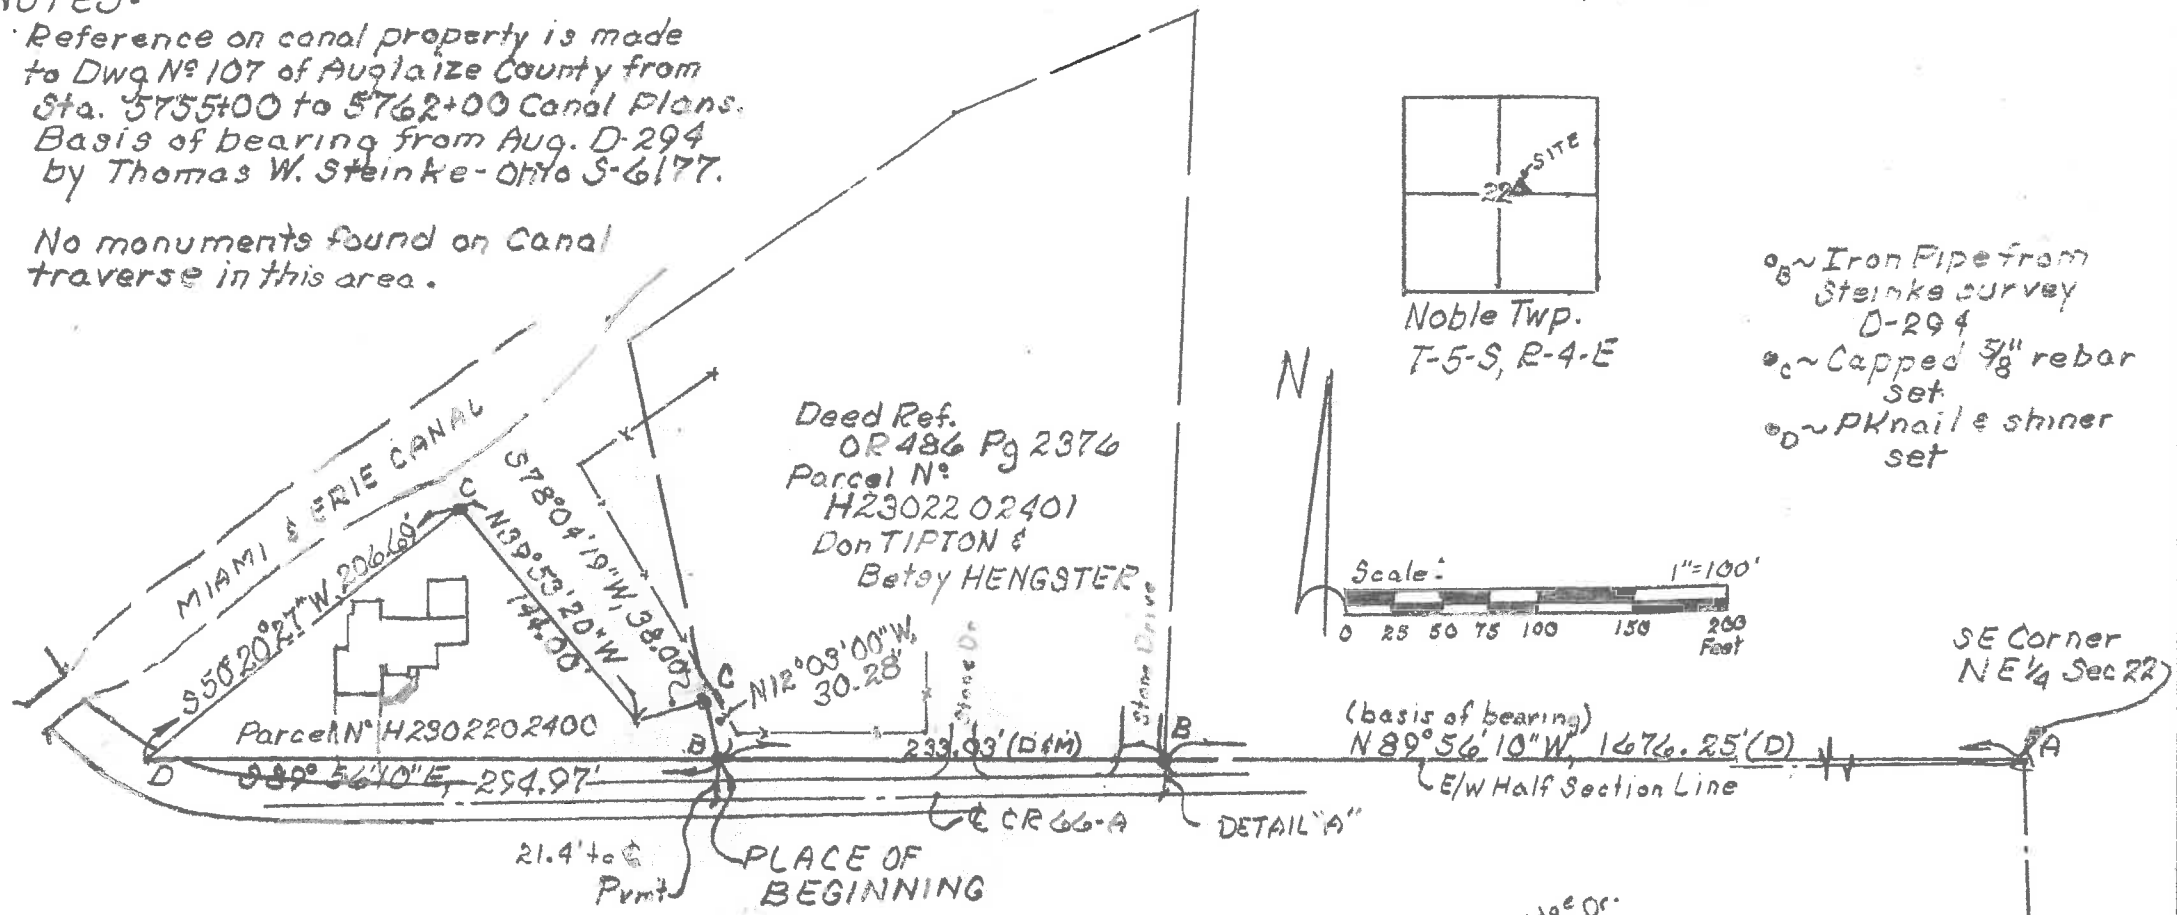 NOTES:
Reference on canal property is made
to Dwg Nº 107 of Auglaize County from
Sta. 5755+00 to 5762+00 Canal Plans.
Basis of bearing from Aug. D-294
by Thomas W. Steinke-Ohio S-6177.
No monuments found on Canal
traverse in this area.
SITE
22
Noble Twp.
T-5-S, R-4-E
B~Iron Pipe from
Steinke survey
D-294
C~Capped 5/8" rebar
set
D~PK nail & shiner
set
N
Scale: 1"=100'
0 25 50 75 100 150 200
Feet
Deed Ref.
OR 486 Pg 2376
Parcel Nº
H2302202401
Don TIPTON &
Betsy HENGSTER
MIAMI & ERIE CANAL
C
S50°20'27"W, 206.69'
N39°53'20"W
144.00'
S78°04'19"W, 38.00'
C
N12°03'00"W,
30.28'
Stone Dr
Stone Drive
Parcel Nº H2302202400
B
233.03'(D&M)
B
(basis of bearing)
N89°56'10"W, 1676.25'(D)
E/W Half Section Line
SE Corner
NE 1/4 Sec 22
A
D
S89°56'10"E, 294.97'
℄ CR 66-A
DETAIL "A"
21.4' to ℄
Pvmt
PLACE OF
BEGINNING